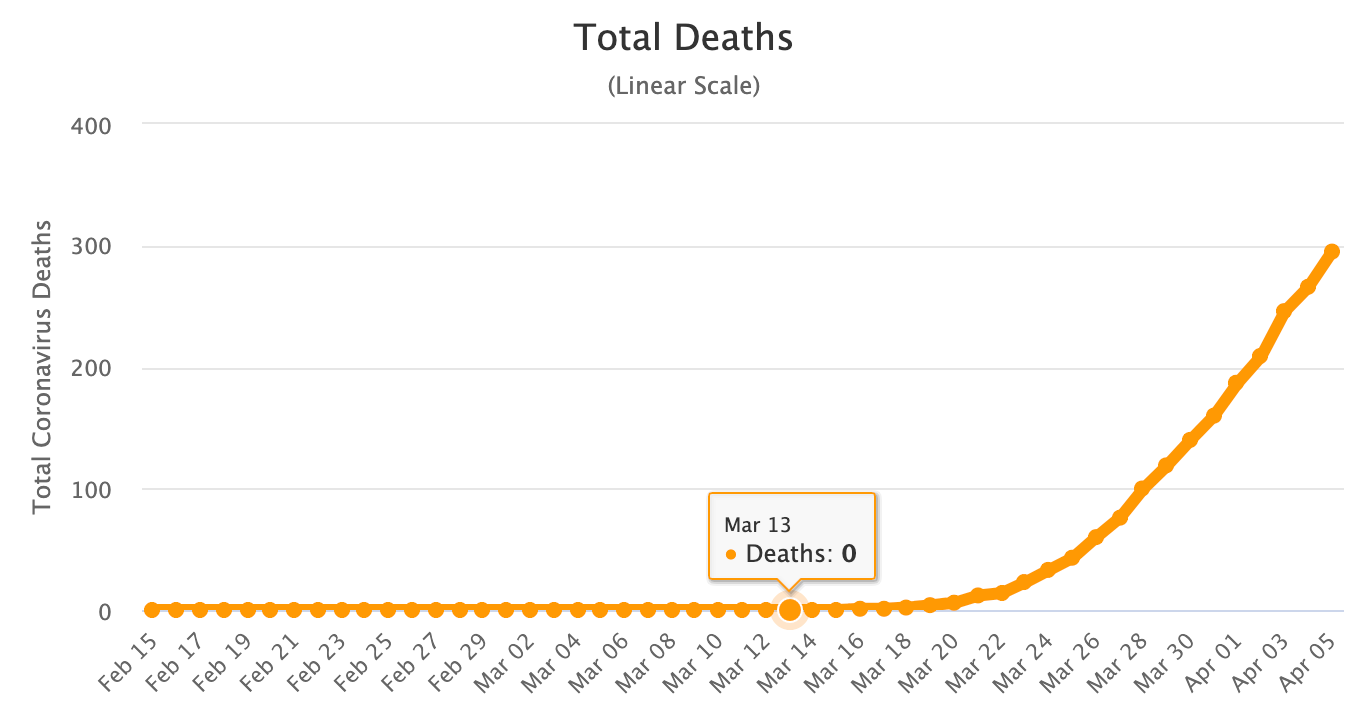 Total Deaths
(Linear Scale)
Total Coronavirus Deaths
400
300
200
100
0
Mar 13
Deaths: 0
Feb 15
Feb 17
Feb 19
Feb 21
Feb 23
Feb 25
Feb 27
Feb 29
Mar 02
Mar 04
Mar 06
Mar 08
Mar 10
Mar 12
Mar 14
Mar 16
Mar 18
Mar 20
Mar 22
Mar 24
Mar 26
Mar 28
Mar 30
Apr 01
Apr 03
Apr 05